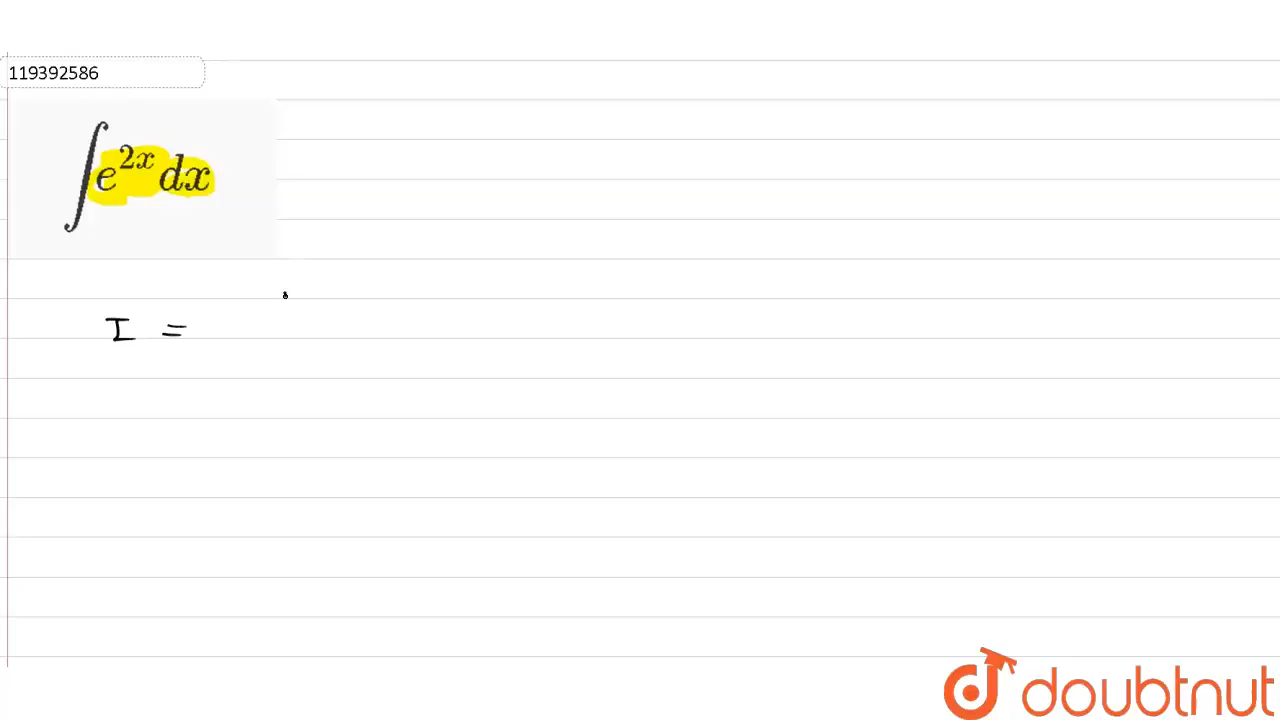 119392586
∫e^{2x}dx
I =
doubtnut